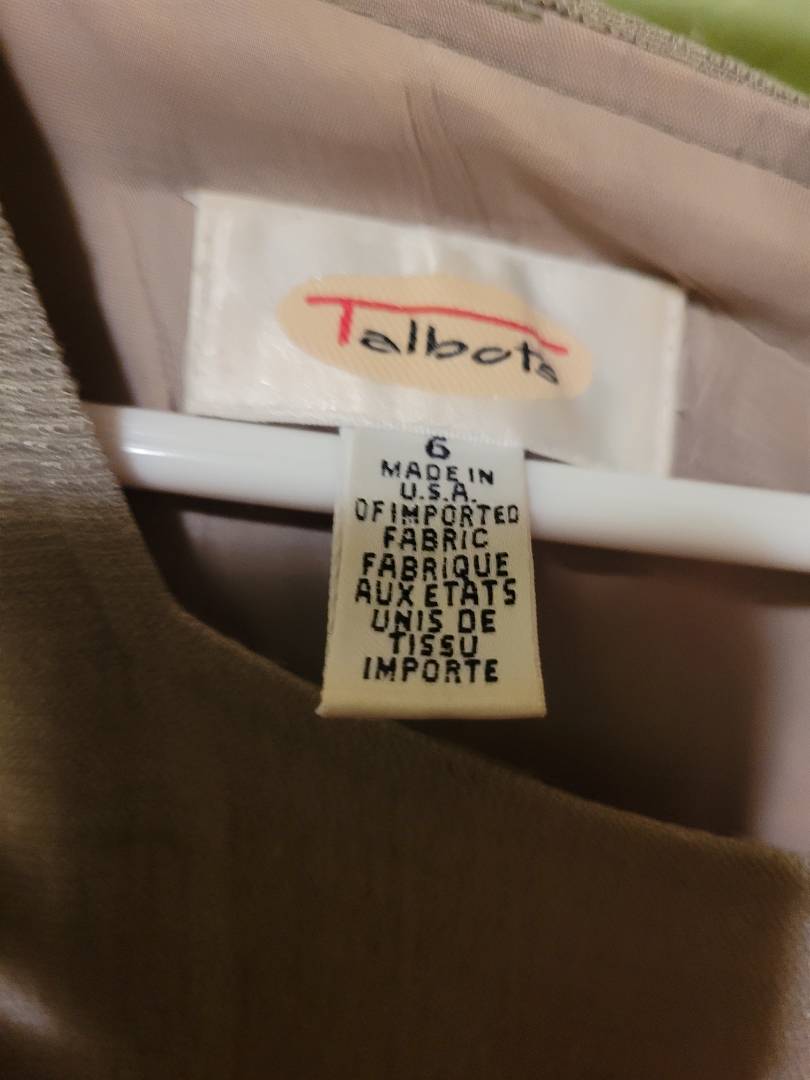 Talbots
6
MADE IN
U.S.A.
OF IMPORTED
FABRIC
FABRIQUE
AUX ETATS
UNIS DE
TISSU
IMPORTE